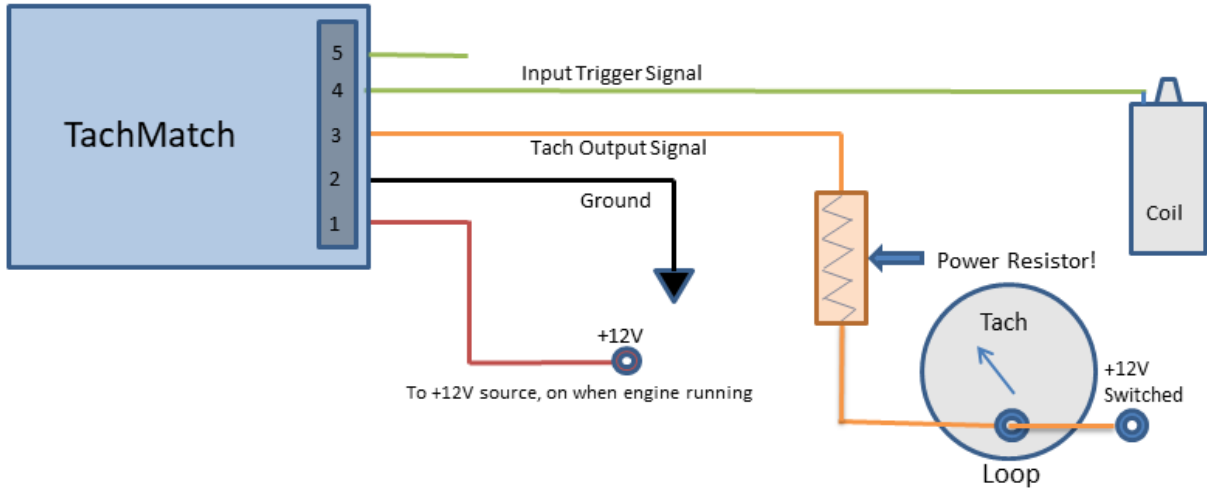 TachMatch
5
4
3
2
1
Input Trigger Signal
Tach Output Signal
Ground
+12V
To +12V source, on when engine running
Coil
Power Resistor!
Tach
+12V
Switched
Loop